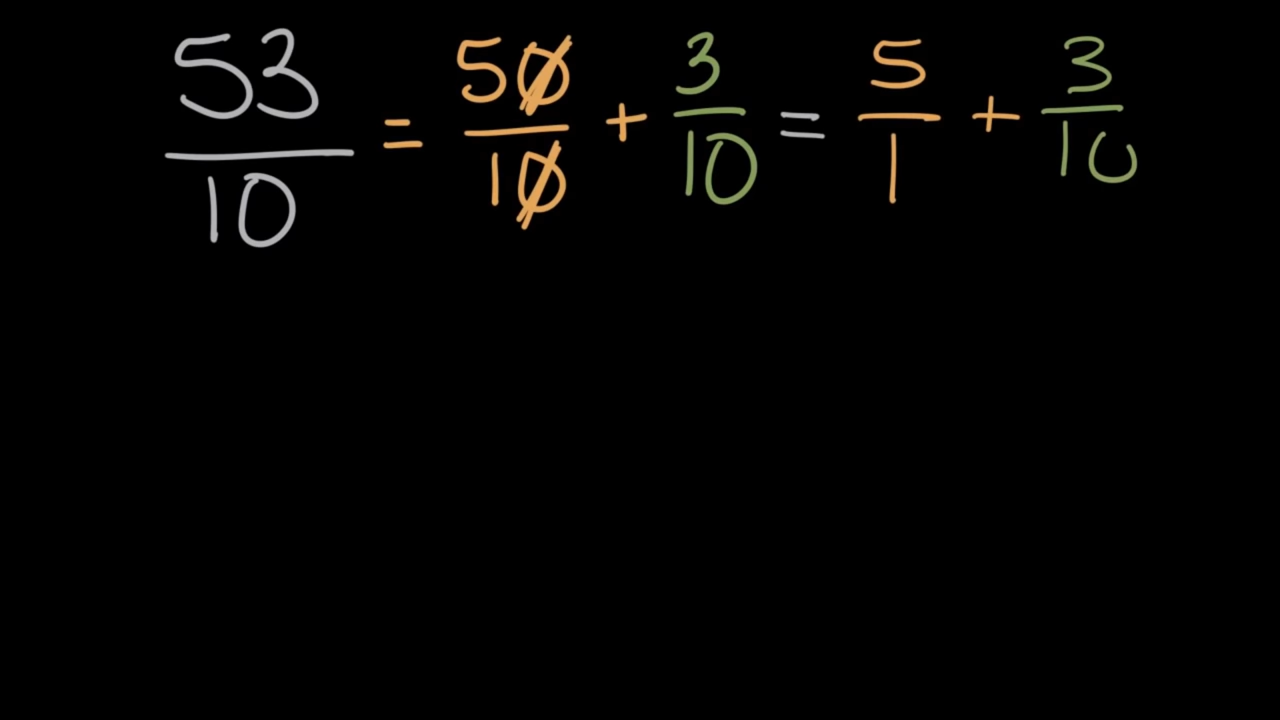 53/10 = 50/10 + 3/10 = 5/1 + 3/10